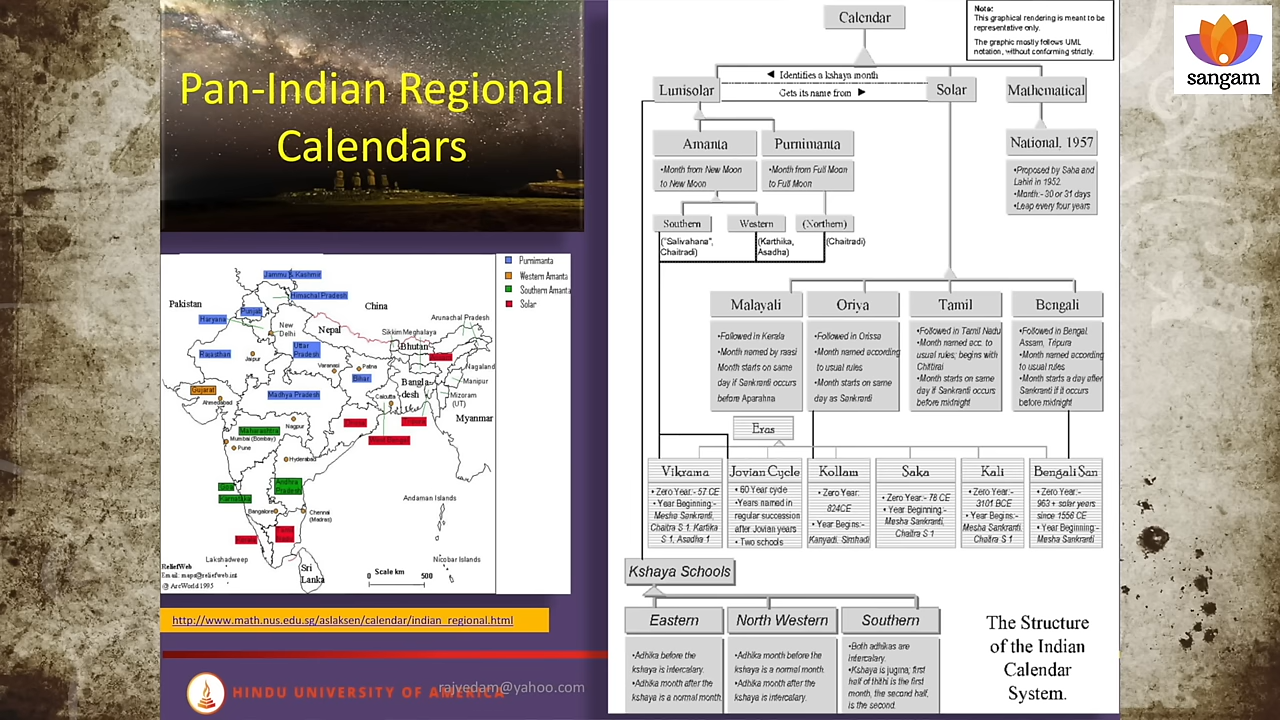 Pan-Indian Regional
Calendars
Purnimanta
Western Amanta
Southern Amanta
Solar
Jammu & Kashmir
Himachal Pradesh
Pakistan
China
Punjab
Haryana
New
Delhi
Nepal
Arunachal Pradesh
Sikkim Meghalaya
Bhutan
Rajasthan
Jaipur
Uttar
Pradesh
Varanasi
Patna
Nagaland
Bihar
Bangla-
desh
Manipur
Gujarat
Ahmedabad
Madhya Pradesh
Calcutta
Mizoram
(UT)
Nagpur
Myanmar
Maharashtra
West Bengal
Mumbai (Bombay)
Pune
Hyderabad
Goa
Karnataka
Andhra
Pradesh
Andaman Islands
Bangalore
Chennai
(Madras)
Kerala
Lakshadweep
Nicobar Islands
Sri
Lanka
ReliefWeb
Email: maps@reliefweb.int
@ ArcWorld 1995
Scale km
0 500
http://www.math.nus.edu.sg/aslaksen/calendar/indian_regional.html
HINDU UNIVERSITY OF AMERICA
rajvedam@yahoo.com
Calendar
Note:
This graphical rendering is meant to be
representative only.
The graphic mostly follows UML
notation, without conforming strictly.
◄ Identifies a kshaya month
Gets its name from ►
Lunisolar
Solar
Mathematical
Amanta
•Month from New Moon
to New Moon
Purnimanta
•Month from Full Moon
to Full Moon
National, 1957
•Proposed by Saha and
Lahiri in 1952.
•Month:- 30 or 31 days
•Leap every four years
Southern
("Salivahana",
Chaitradi)
Western
(Karthika,
Asadha)
(Northern)
(Chaitradi)
Malayali
•Followed in Kerala
•Month named by raasi
Month starts on same
day if Sankranti occurs
before Aparahna
Oriya
•Followed in Orissa
•Month named according
to usual rules
•Month starts on same
day as Sankranti
Tamil
•Followed in Tamil Nadu
•Month named acc. to
usual rules; begins with
Chittirai
•Month starts on same
day if Sankranti occurs
before midnight
Bengali
•Followed in Bengal,
Assam, Tripura
•Month named according
to usual rules
•Month starts a day after
Sankranti if it occurs
before midnight
Eras
Vikrama
• Zero Year:- 57 CE
• Year Beginning:-
Mesha Sankranti,
Chaitra S 1, Kartika
S 1, Asadha 1
Jovian Cycle
• 60 Year cycle
• Years named in
regular succession
after Jovian years
• Two schools
Kollam
• Zero Year:
824CE
• Year Begins:-
Kanyadi, Simhadi
Saka
• Zero Year:- 78 CE
• Year Beginning:-
Mesha Sankranti,
Chaitra S 1
Kali
• Zero Year:-
3101 BCE
• Year Begins:-
Mesha Sankranti,
Chaitra S 1
Bengali San
• Zero Year:-
963 + solar years
since 1556 CE
• Year Beginning:-
Mesha Sankranti
Kshaya Schools
Eastern
•Adhika before the
kshaya is intercalary.
•Adhika month after the
kshaya is a normal month.
North Western
•Adhika month before the
kshaya is a normal month.
•Adhika month after the
kshaya is intercalary.
Southern
•Both adhikas are
intercalary.
•Kshaya is jugma; first
half of thithi is the first
month, the second half,
is the second.
The Structure
of the Indian
Calendar
System.
sangam